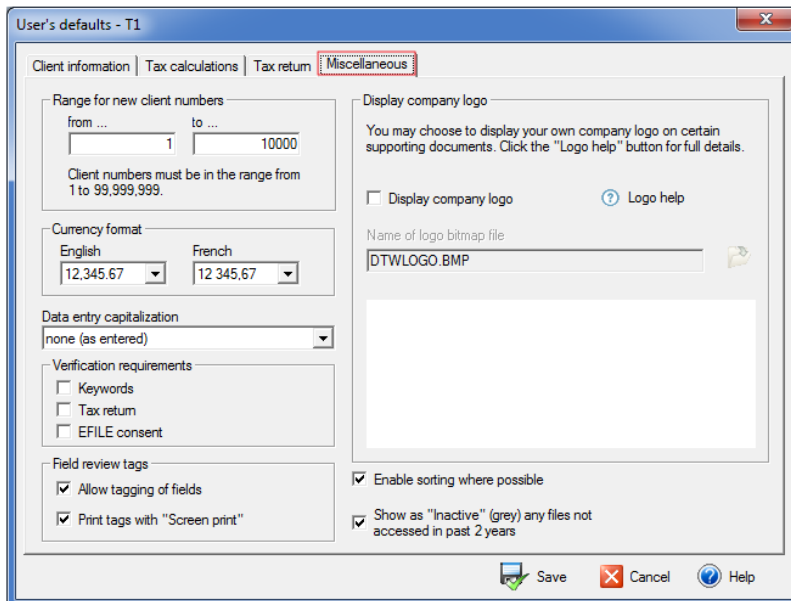 User's defaults - T1
Client information
Tax calculations
Tax return
Miscellaneous
Range for new client numbers
from ...
to ...
1
10000
Client numbers must be in the range from
1 to 99,999,999.
Currency format
English
French
12,345.67
12 345,67
Data entry capitalization
none (as entered)
Verification requirements
Keywords
Tax return
EFILE consent
Field review tags
Allow tagging of fields
Print tags with "Screen print"
Display company logo
You may choose to display your own company logo on certain
supporting documents. Click the "Logo help" button for full details.
Display company logo
Logo help
Name of logo bitmap file
DTWLOGO.BMP
Enable sorting where possible
Show as "Inactive" (grey) any files not
accessed in past 2 years
Save
Cancel
Help